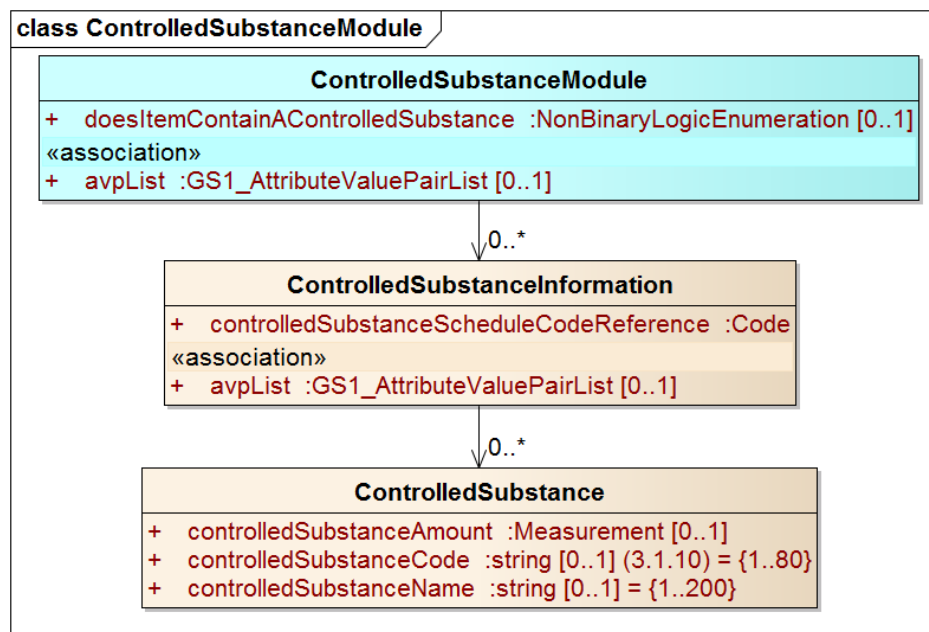 class ControlledSubstanceModule
ControlledSubstanceModule
+ doesItemContainAControlledSubstance :NonBinaryLogicEnumeration [0..1]
«association»
+ avpList :GS1_AttributeValuePairList [0..1]
0..*
ControlledSubstanceInformation
+ controlledSubstanceScheduleCodeReference :Code
«association»
+ avpList :GS1_AttributeValuePairList [0..1]
0..*
ControlledSubstance
+ controlledSubstanceAmount :Measurement [0..1]
+ controlledSubstanceCode :string [0..1] (3.1.10) = {1..80}
+ controlledSubstanceName :string [0..1] = {1..200}